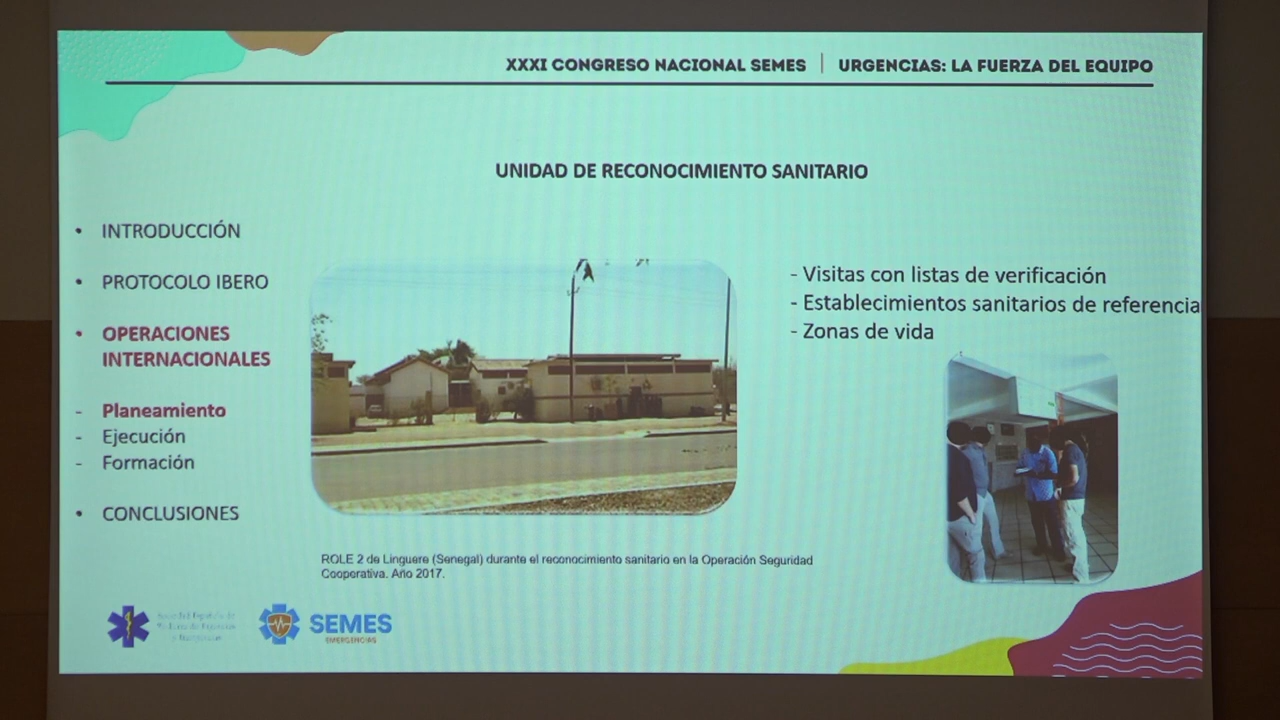 XXXI CONGRESO NACIONAL SEMES | URGENCIAS: LA FUERZA DEL EQUIPO
UNIDAD DE RECONOCIMIENTO SANITARIO
• INTRODUCCIÓN
• PROTOCOLO IBERO
• OPERACIONES
INTERNACIONALES
- Planeamiento
- Ejecución
- Formación
• CONCLUSIONES
- Visitas con listas de verificación
- Establecimientos sanitarios de referencia
- Zonas de vida
ROLE 2 de Linguere (Senegal) durante el reconocimiento sanitario en la Operación Seguridad
Cooperativa. Año 2017.
SEMES
EMERGENCIAS